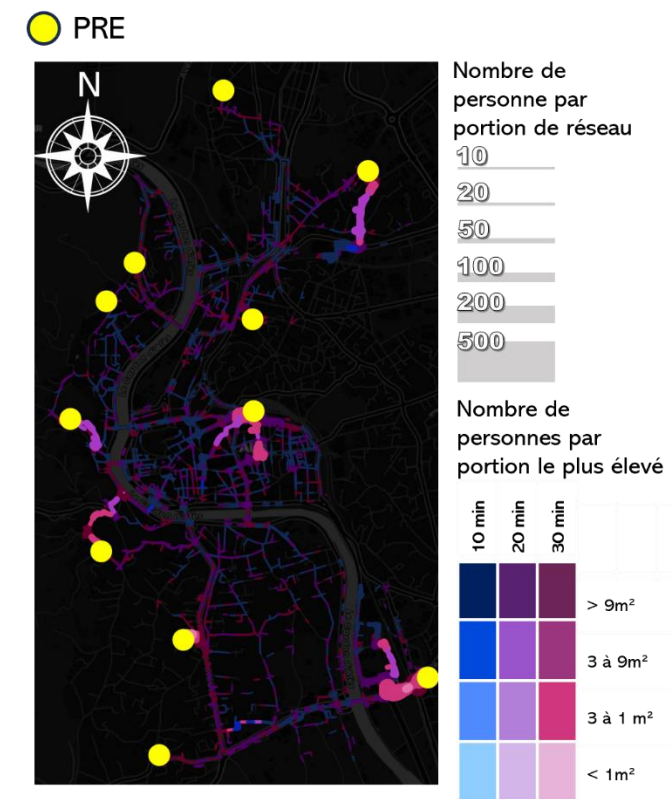 PRE
N
Nombre de
personne par
portion de réseau
10
20
50
100
200
500
Nombre de
personnes par
portion le plus élevé
10 min
20 min
30 min
> 9m²
3 à 9m²
3 à 1 m²
< 1m²